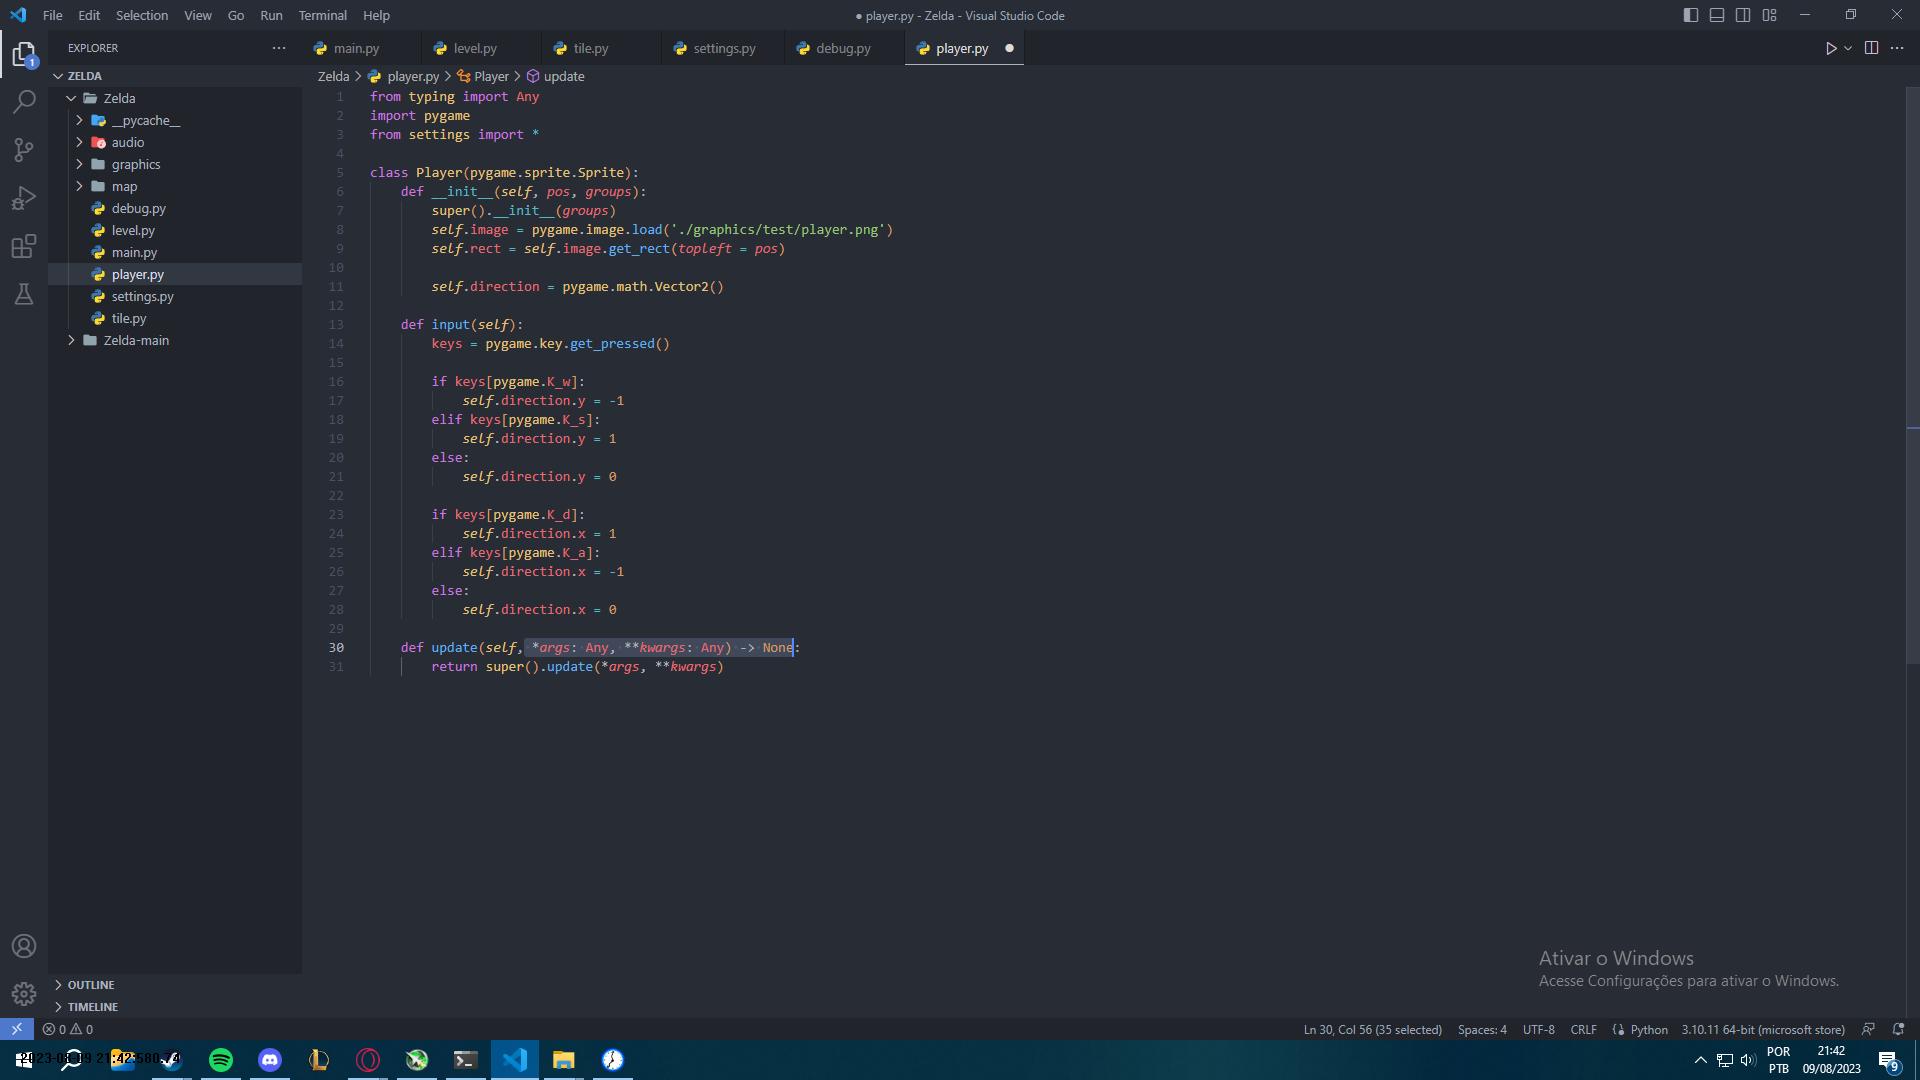 File Edit Selection View Go Run Terminal Help
● player.py - Zelda - Visual Studio Code
EXPLORER
main.py level.py tile.py settings.py debug.py player.py
1
ZELDA
Zelda
__pycache__
audio
graphics
map
debug.py
level.py
main.py
player.py
settings.py
tile.py
Zelda-main
OUTLINE
TIMELINE
Zelda > player.py > Player > update
1 from typing import Any
2 import pygame
3 from settings import *
4
5 class Player(pygame.sprite.Sprite):
6     def __init__(self, pos, groups):
7         super().__init__(groups)
8         self.image = pygame.image.load('./graphics/test/player.png')
9         self.rect = self.image.get_rect(topleft = pos)
10
11         self.direction = pygame.math.Vector2()
12
13     def input(self):
14         keys = pygame.key.get_pressed()
15
16         if keys[pygame.K_w]:
17             self.direction.y = -1
18         elif keys[pygame.K_s]:
19             self.direction.y = 1
20         else:
21             self.direction.y = 0
22
23         if keys[pygame.K_d]:
24             self.direction.x = 1
25         elif keys[pygame.K_a]:
26             self.direction.x = -1
27         else:
28             self.direction.x = 0
29
30     def update(self, *args: Any, **kwargs: Any) -> None:
31         return super().update(*args, **kwargs)
Ativar o Windows
Acesse Configurações para ativar o Windows.
0 0
Ln 30, Col 56 (35 selected) Spaces: 4 UTF-8 CRLF Python 3.10.11 64-bit (microsoft store)
POR
PTB
21:42
09/08/2023
9